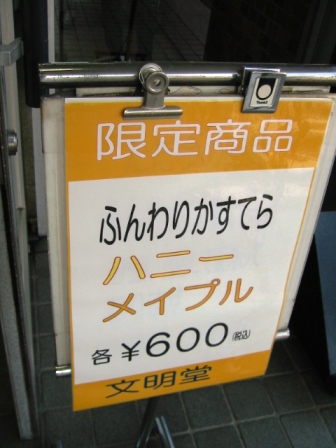 限定商品
ふんわりかすてら
ハニー
メイプル
各¥600(税込)
文明堂